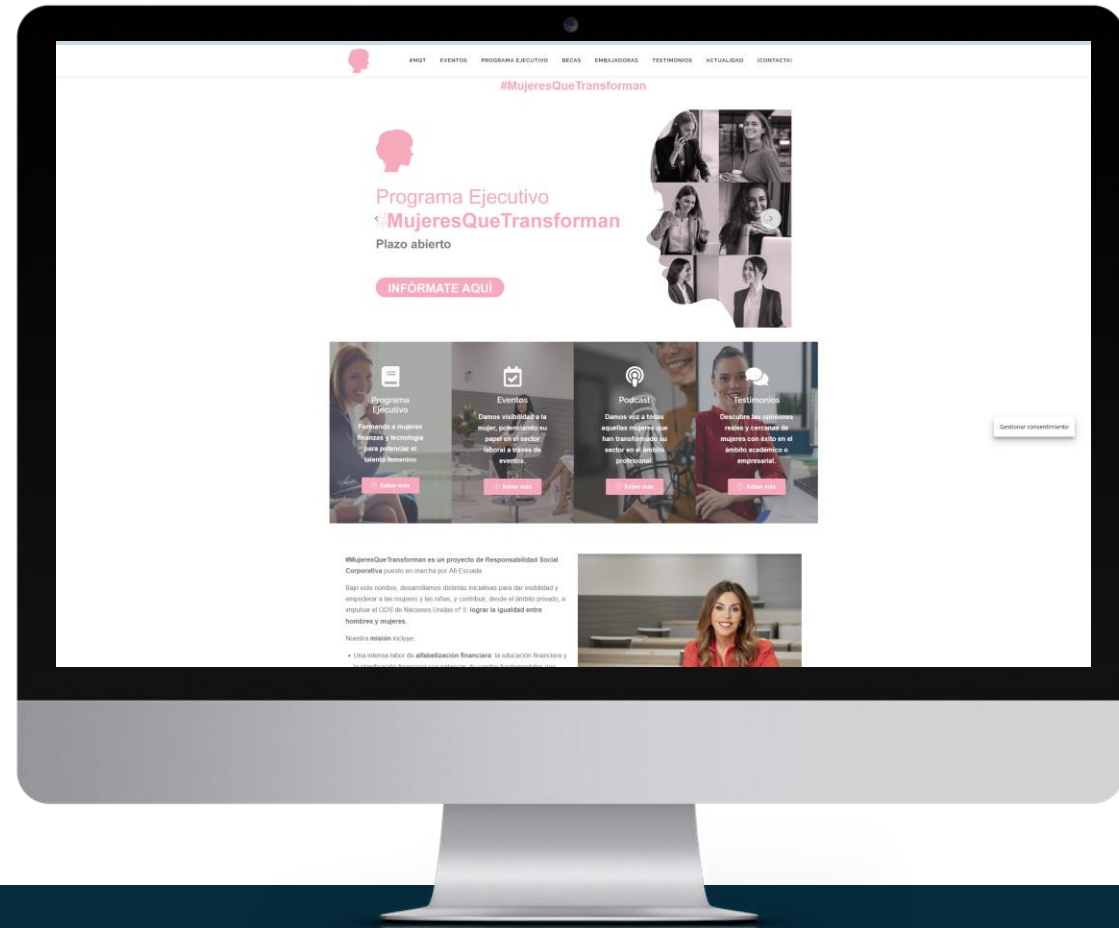 #MQT EVENTOS PROGRAMA EJECUTIVO BECAS EMBAJADORAS TESTIMONIOS ACTUALIDAD ¡CONTACTA!
#MujeresQueTransforman
Programa Ejecutivo
#MujeresQueTransforman
Plazo abierto
INFÓRMATE AQUÍ
Programa
Ejecutivo
Formando a mujeres
finanzas y tecnología
para potenciar el
talento femenino
Saber más
Eventos
Damos visibilidad a la
mujer, potenciando su
papel en el sector
laboral a través de
eventos.
Saber más
Podcast
Damos voz a todas
aquellas mujeres que
han transformado su
sector en el ámbito
profesional.
Saber más
Testimonios
Descubre las opiniones
reales y cercanas de
mujeres con éxito en el
ámbito académico o
empresarial.
Saber más
Gestionar consentimiento
#MujeresQueTransforman es un proyecto de Responsabilidad Social
Corporativa puesto en marcha por Afi Escuela.
Bajo este nombre, desarrollamos distintas iniciativas para dar visibilidad y
empoderar a las mujeres y las niñas, y contribuir, desde el ámbito privado, a
impulsar el ODS de Naciones Unidas nº 5, lograr la igualdad entre
hombres y mujeres.
Nuestra misión incluye:
• Una intensa labor de alfabetización financiera: la educación financiera y